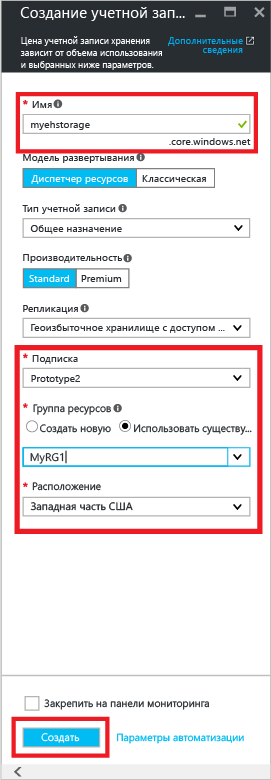 Создание учетной зап...
Цена учетной записи хранения
зависит от объема использования
и выбранных ниже параметров.
Дополнительные
сведения
* Имя
myehstorage
.core.windows.net
Модель развертывания
Диспетчер ресурсов Классическая
Тип учетной записи
Общее назначение
Производительность
Standard Premium
Репликация
Геоизбыточное хранилище с доступом ...
* Подписка
Prototype2
* Группа ресурсов
Создать новую Использовать существу...
MyRG1
* Расположение
Западная часть США
Закрепить на панели мониторинга
Создать Параметры автоматизации